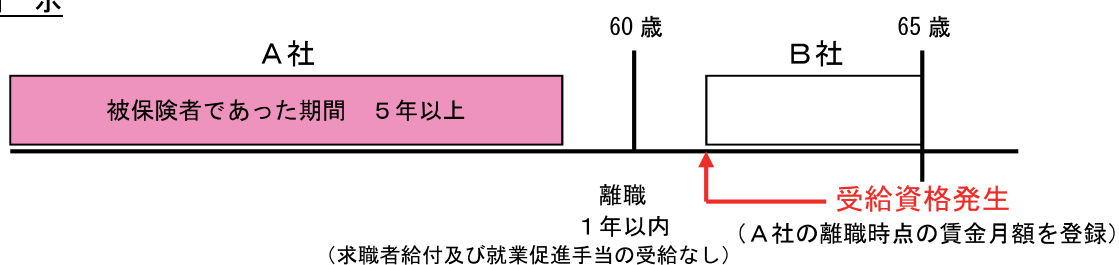 60 歳
65 歳
A社
B社
被保険者であった期間　５年以上
離職
１年以内
（求職者給付及び就業促進手当の受給なし）
受給資格発生
（Ａ社の離職時点の賃金月額を登録）